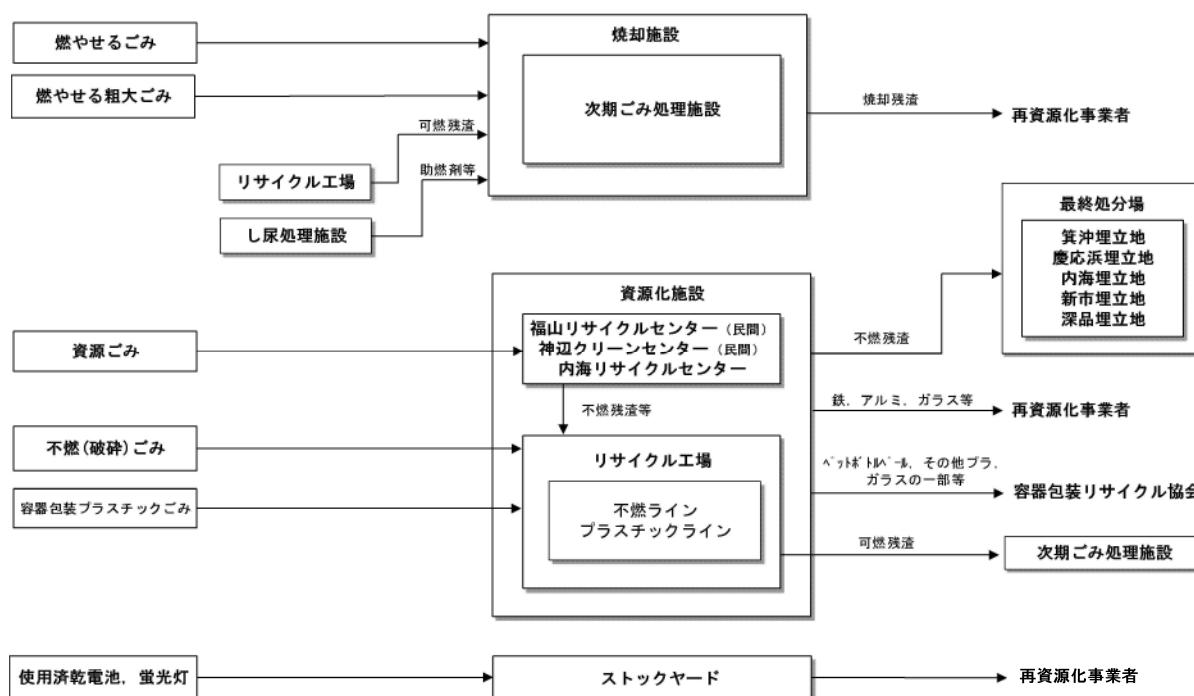 燃やせるごみ
燃やせる粗大ごみ
可燃残渣
リサイクル工場
助燃剤等
し尿処理施設
焼却施設
次期ごみ処理施設
焼却残渣
再資源化事業者
最終処分場
箕沖埋立地
慶応浜埋立地
内海埋立地
新市埋立地
深品埋立地
資源ごみ
不燃(破砕)ごみ
容器包装プラスチックごみ
資源化施設
福山リサイクルセンター(民間)
神辺クリーンセンター(民間)
内海リサイクルセンター
不燃残渣等
リサイクル工場
不燃ライン
プラスチックライン
不燃残渣
鉄，アルミ，ガラス等
再資源化事業者
ペットボトルベール，その他プラ，
ガラスの一部等
容器包装リサイクル協会
可燃残渣
次期ごみ処理施設
使用済乾電池，蛍光灯
ストックヤード
再資源化事業者